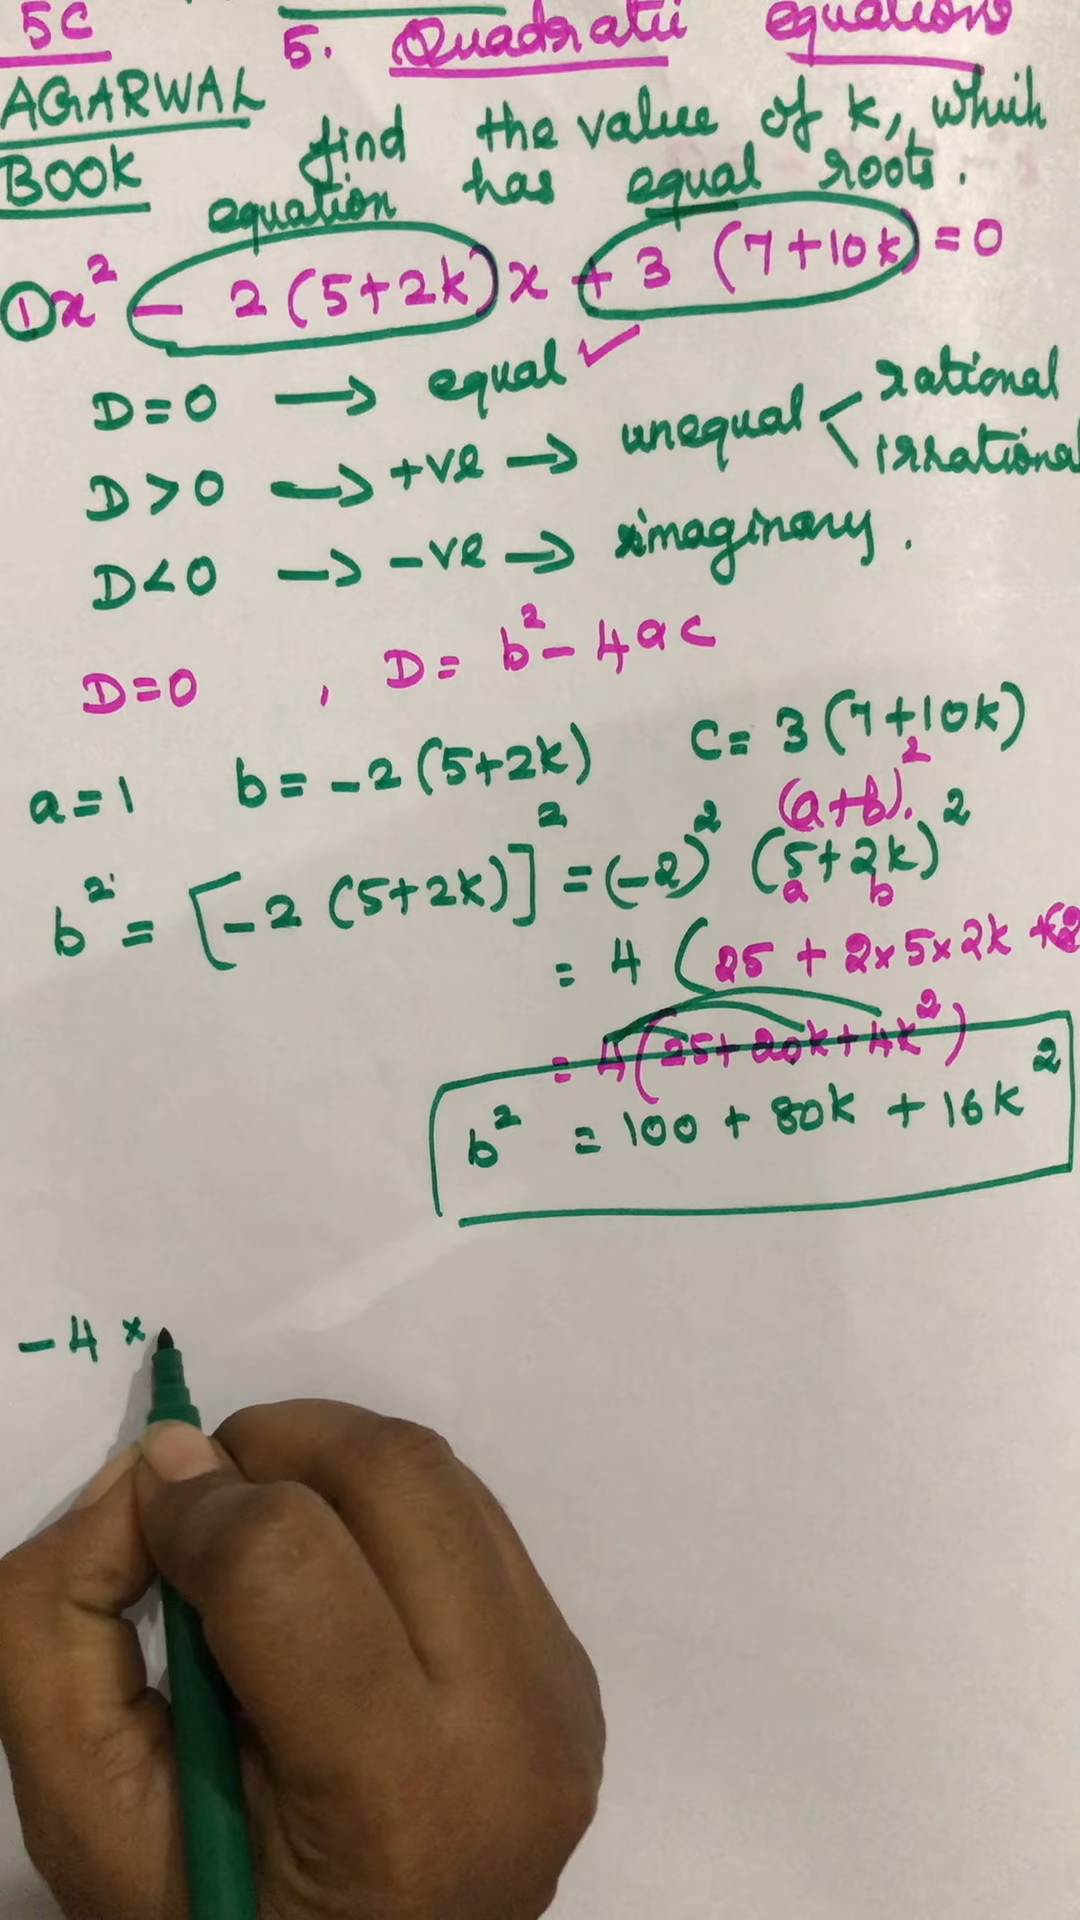 5C 5. Quadratic equations
AGARWAL
BOOK
find the value of k, which
equation has equal roots.
① x² - 2(5+2k)x + 3(7+10k) = 0
D=0 → equal ✓
D>0 → +ve → unequal < rational
irrational
D<0 → -ve → imaginary.
D=0 , D= b² - 4ac
a=1 b= -2(5+2k) C= 3(7+10k)
(a+b)².
b² = [-2(5+2k)]² = (-2)² (5+2k)²
a b
= 4 (25 + 2×5×2k +(2
= 4(25+20k+4k²)
b² = 100 + 80k + 16k²
-4 ×